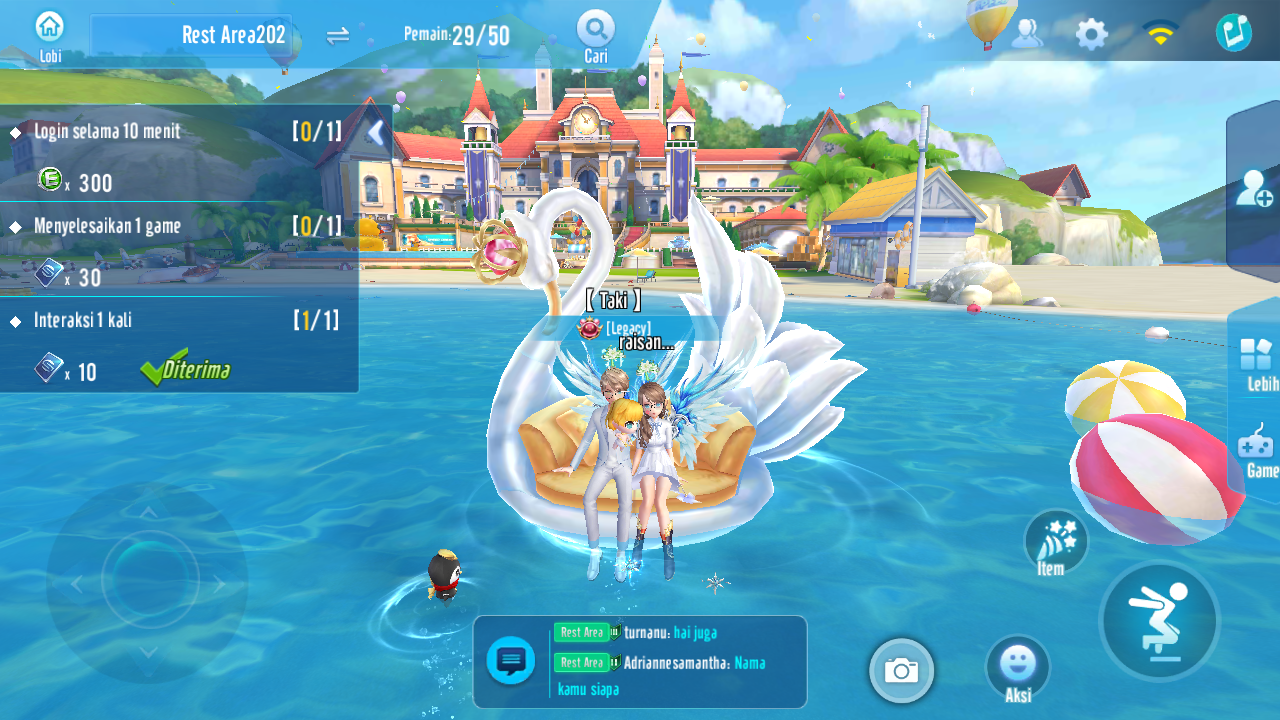 Rest Area202
Pemain:29/50
Lobi
Cari
Login selama 10 menit [0/1]
E x 300
Menyelesaikan 1 game [0/1]
x 30
Interaksi 1 kali [1/1]
x 10 Diterima
【 Taki 】
[Legacy]
raisan...
Lebih
Game
Item
Rest Area turnanu: hai juga
Rest Area Adriannesamantha: Nama
kamu siapa
Aksi